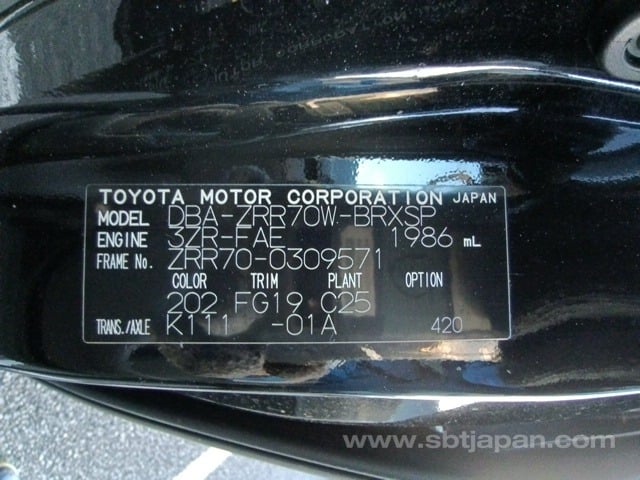 TOYOTA MOTOR CORPORATION JAPAN
MODEL DBA-ZRR70W-BRXSP
ENGINE 3ZR-FAE 1986 mL
FRAME No. ZRR70-0309571
COLOR TRIM PLANT OPTION
202 FG19 C25
TRANS./AXLE K111 -01A 420
www.sbtjapan.com